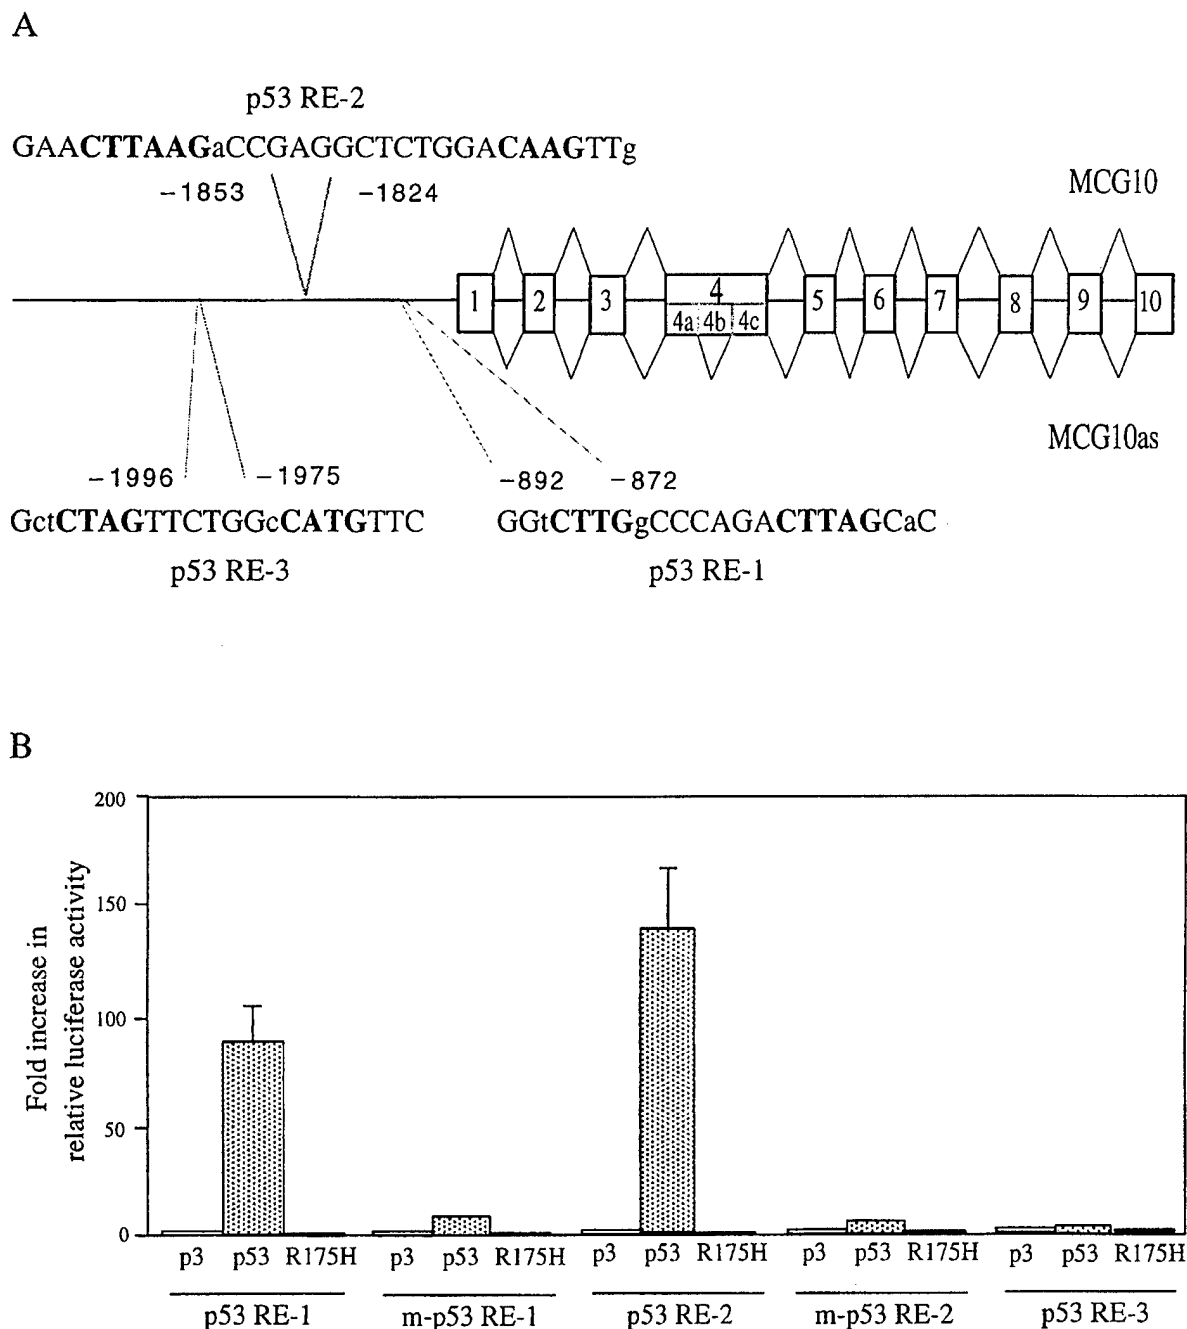 A
p53 RE-2
GAACTTAAGaCCGAGGCTCTGGACAAGTTg
−1853
−1824
MCG10
1
2
3
4
4a
4b
4c
5
6
7
8
9
10
MCG10as
−1996
−1975
−892
−872
GctCTAGTTCTGGcCATGTTC
GGtCTTGgCCCAGACTTAGCaC
p53 RE-3
p53 RE-1
B
Fold increase in
relative luciferase activity
200
150
100
50
0
p3 p53 R175H
p3 p53 R175H
p3 p53 R175H
p3 p53 R175H
p3 p53 R175H
p53 RE-1
m-p53 RE-1
p53 RE-2
m-p53 RE-2
p53 RE-3